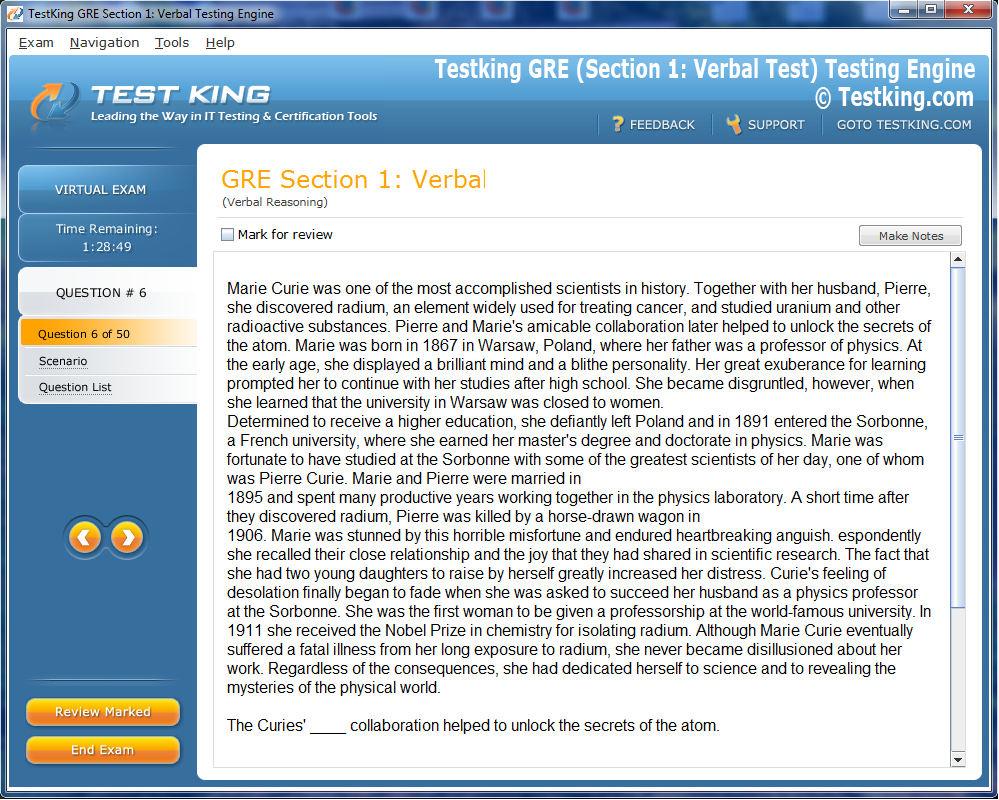 TestKing GRE Section 1: Verbal Testing Engine
Exam Navigation Tools Help
Testking GRE (Section 1: Verbal Test) Testing Engine
© Testking.com
TEST KING
Leading the Way in IT Testing & Certification Tools
FEEDBACK SUPPORT GOTO TESTKING.COM
VIRTUAL EXAM
Time Remaining:
1:28:49
QUESTION # 6
Question 6 of 50
Scenario
Question List
Review Marked
End Exam
GRE Section 1: Verbal
(Verbal Reasoning)
Mark for review
Make Notes
Marie Curie was one of the most accomplished scientists in history. Together with her husband, Pierre,
she discovered radium, an element widely used for treating cancer, and studied uranium and other
radioactive substances. Pierre and Marie's amicable collaboration later helped to unlock the secrets of
the atom. Marie was born in 1867 in Warsaw, Poland, where her father was a professor of physics. At
the early age, she displayed a brilliant mind and a blithe personality. Her great exuberance for learning
prompted her to continue with her studies after high school. She became disgruntled, however, when
she learned that the university in Warsaw was closed to women.
Determined to receive a higher education, she defiantly left Poland and in 1891 entered the Sorbonne,
a French university, where she earned her master's degree and doctorate in physics. Marie was
fortunate to have studied at the Sorbonne with some of the greatest scientists of her day, one of whom
was Pierre Curie. Marie and Pierre were married in
1895 and spent many productive years working together in the physics laboratory. A short time after
they discovered radium, Pierre was killed by a horse-drawn wagon in
1906. Marie was stunned by this horrible misfortune and endured heartbreaking anguish. espondently
she recalled their close relationship and the joy that they had shared in scientific research. The fact that
she had two young daughters to raise by herself greatly increased her distress. Curie's feeling of
desolation finally began to fade when she was asked to succeed her husband as a physics professor
at the Sorbonne. She was the first woman to be given a professorship at the world-famous university. In
1911 she received the Nobel Prize in chemistry for isolating radium. Although Marie Curie eventually
suffered a fatal illness from her long exposure to radium, she never became disillusioned about her
work. Regardless of the consequences, she had dedicated herself to science and to revealing the
mysteries of the physical world.
The Curies' ____ collaboration helped to unlock the secrets of the atom.